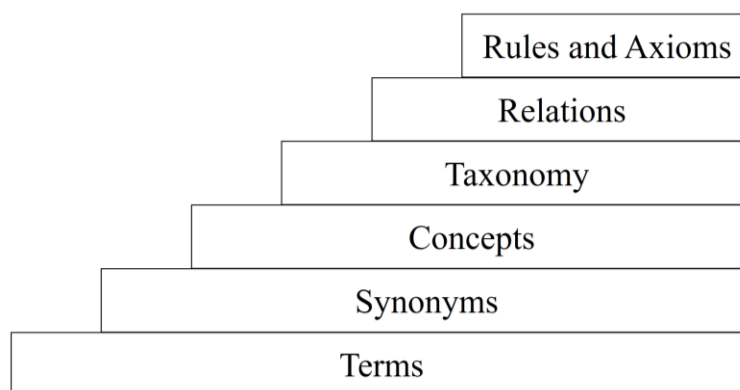 Rules and Axioms
Relations
Taxonomy
Concepts
Synonyms
Terms